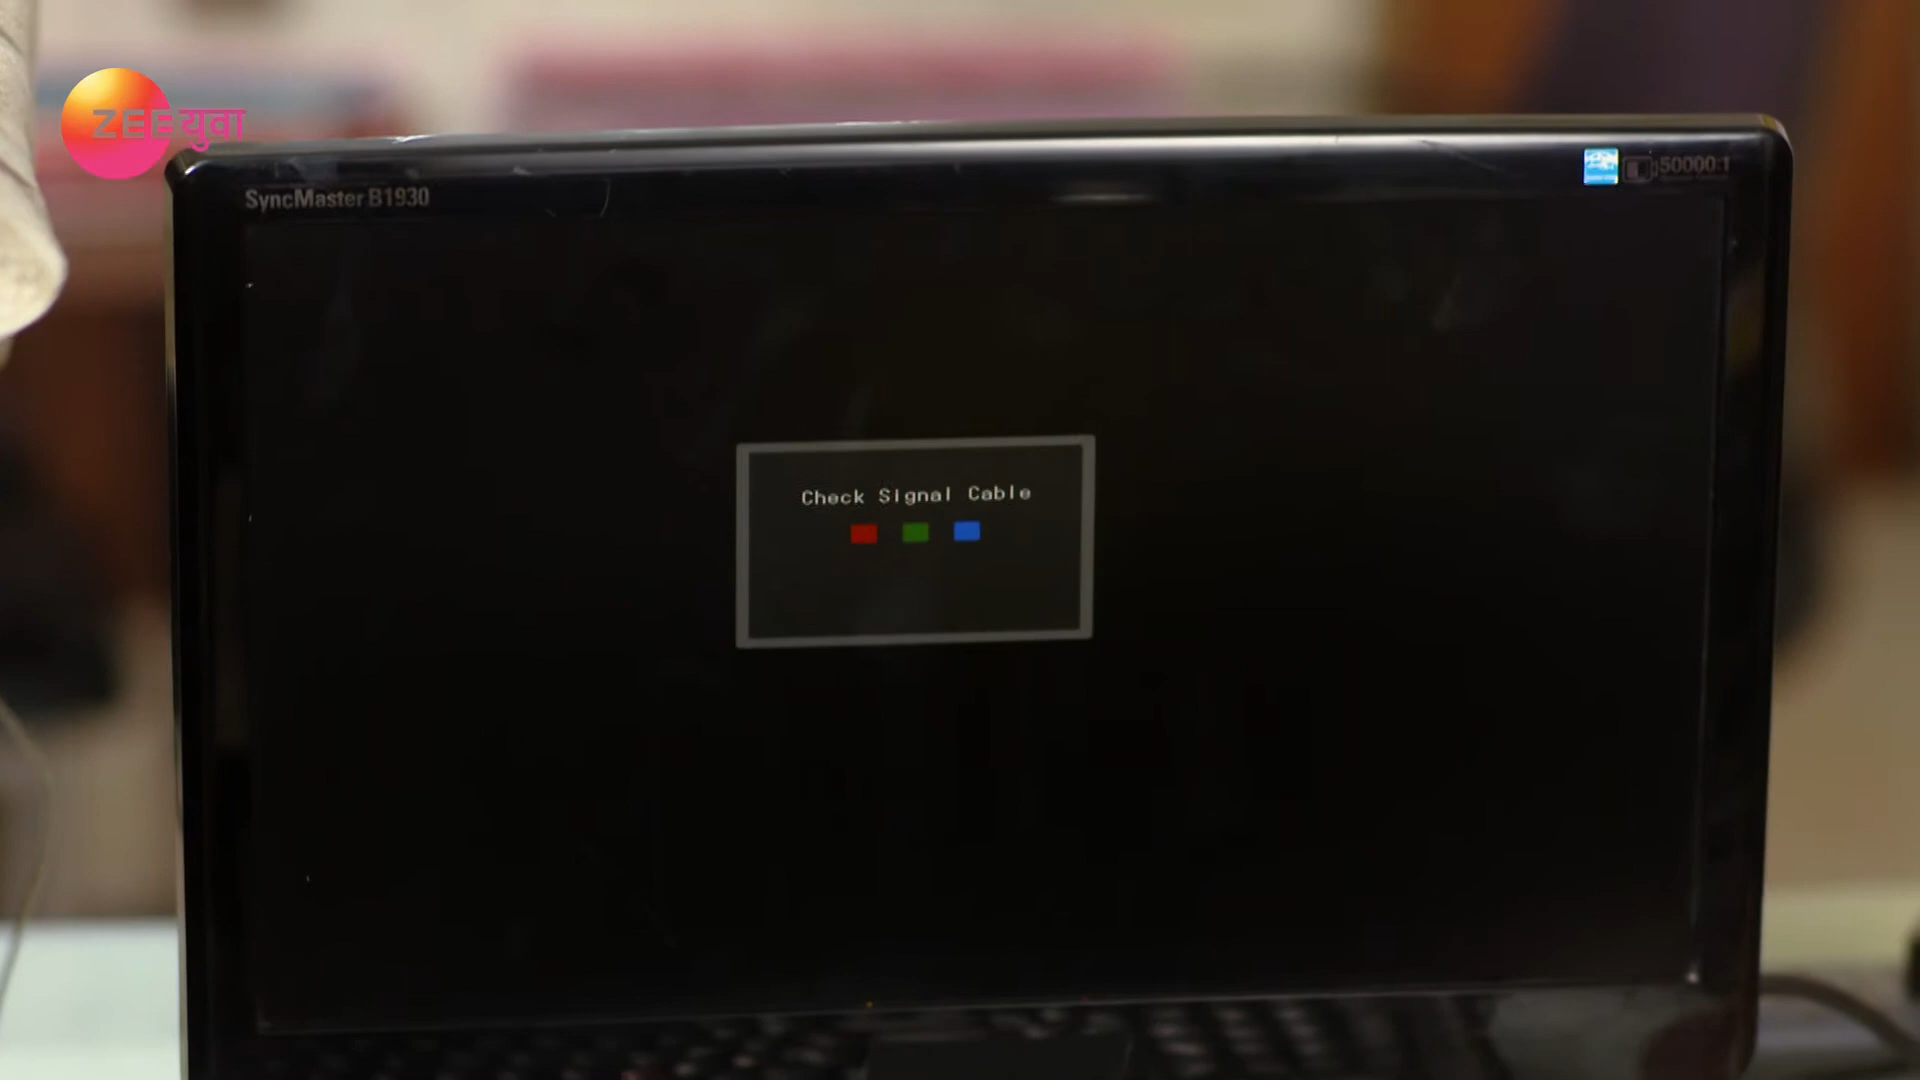 ZEE युवा
SyncMaster B1930
50000:1
Check Signal Cable